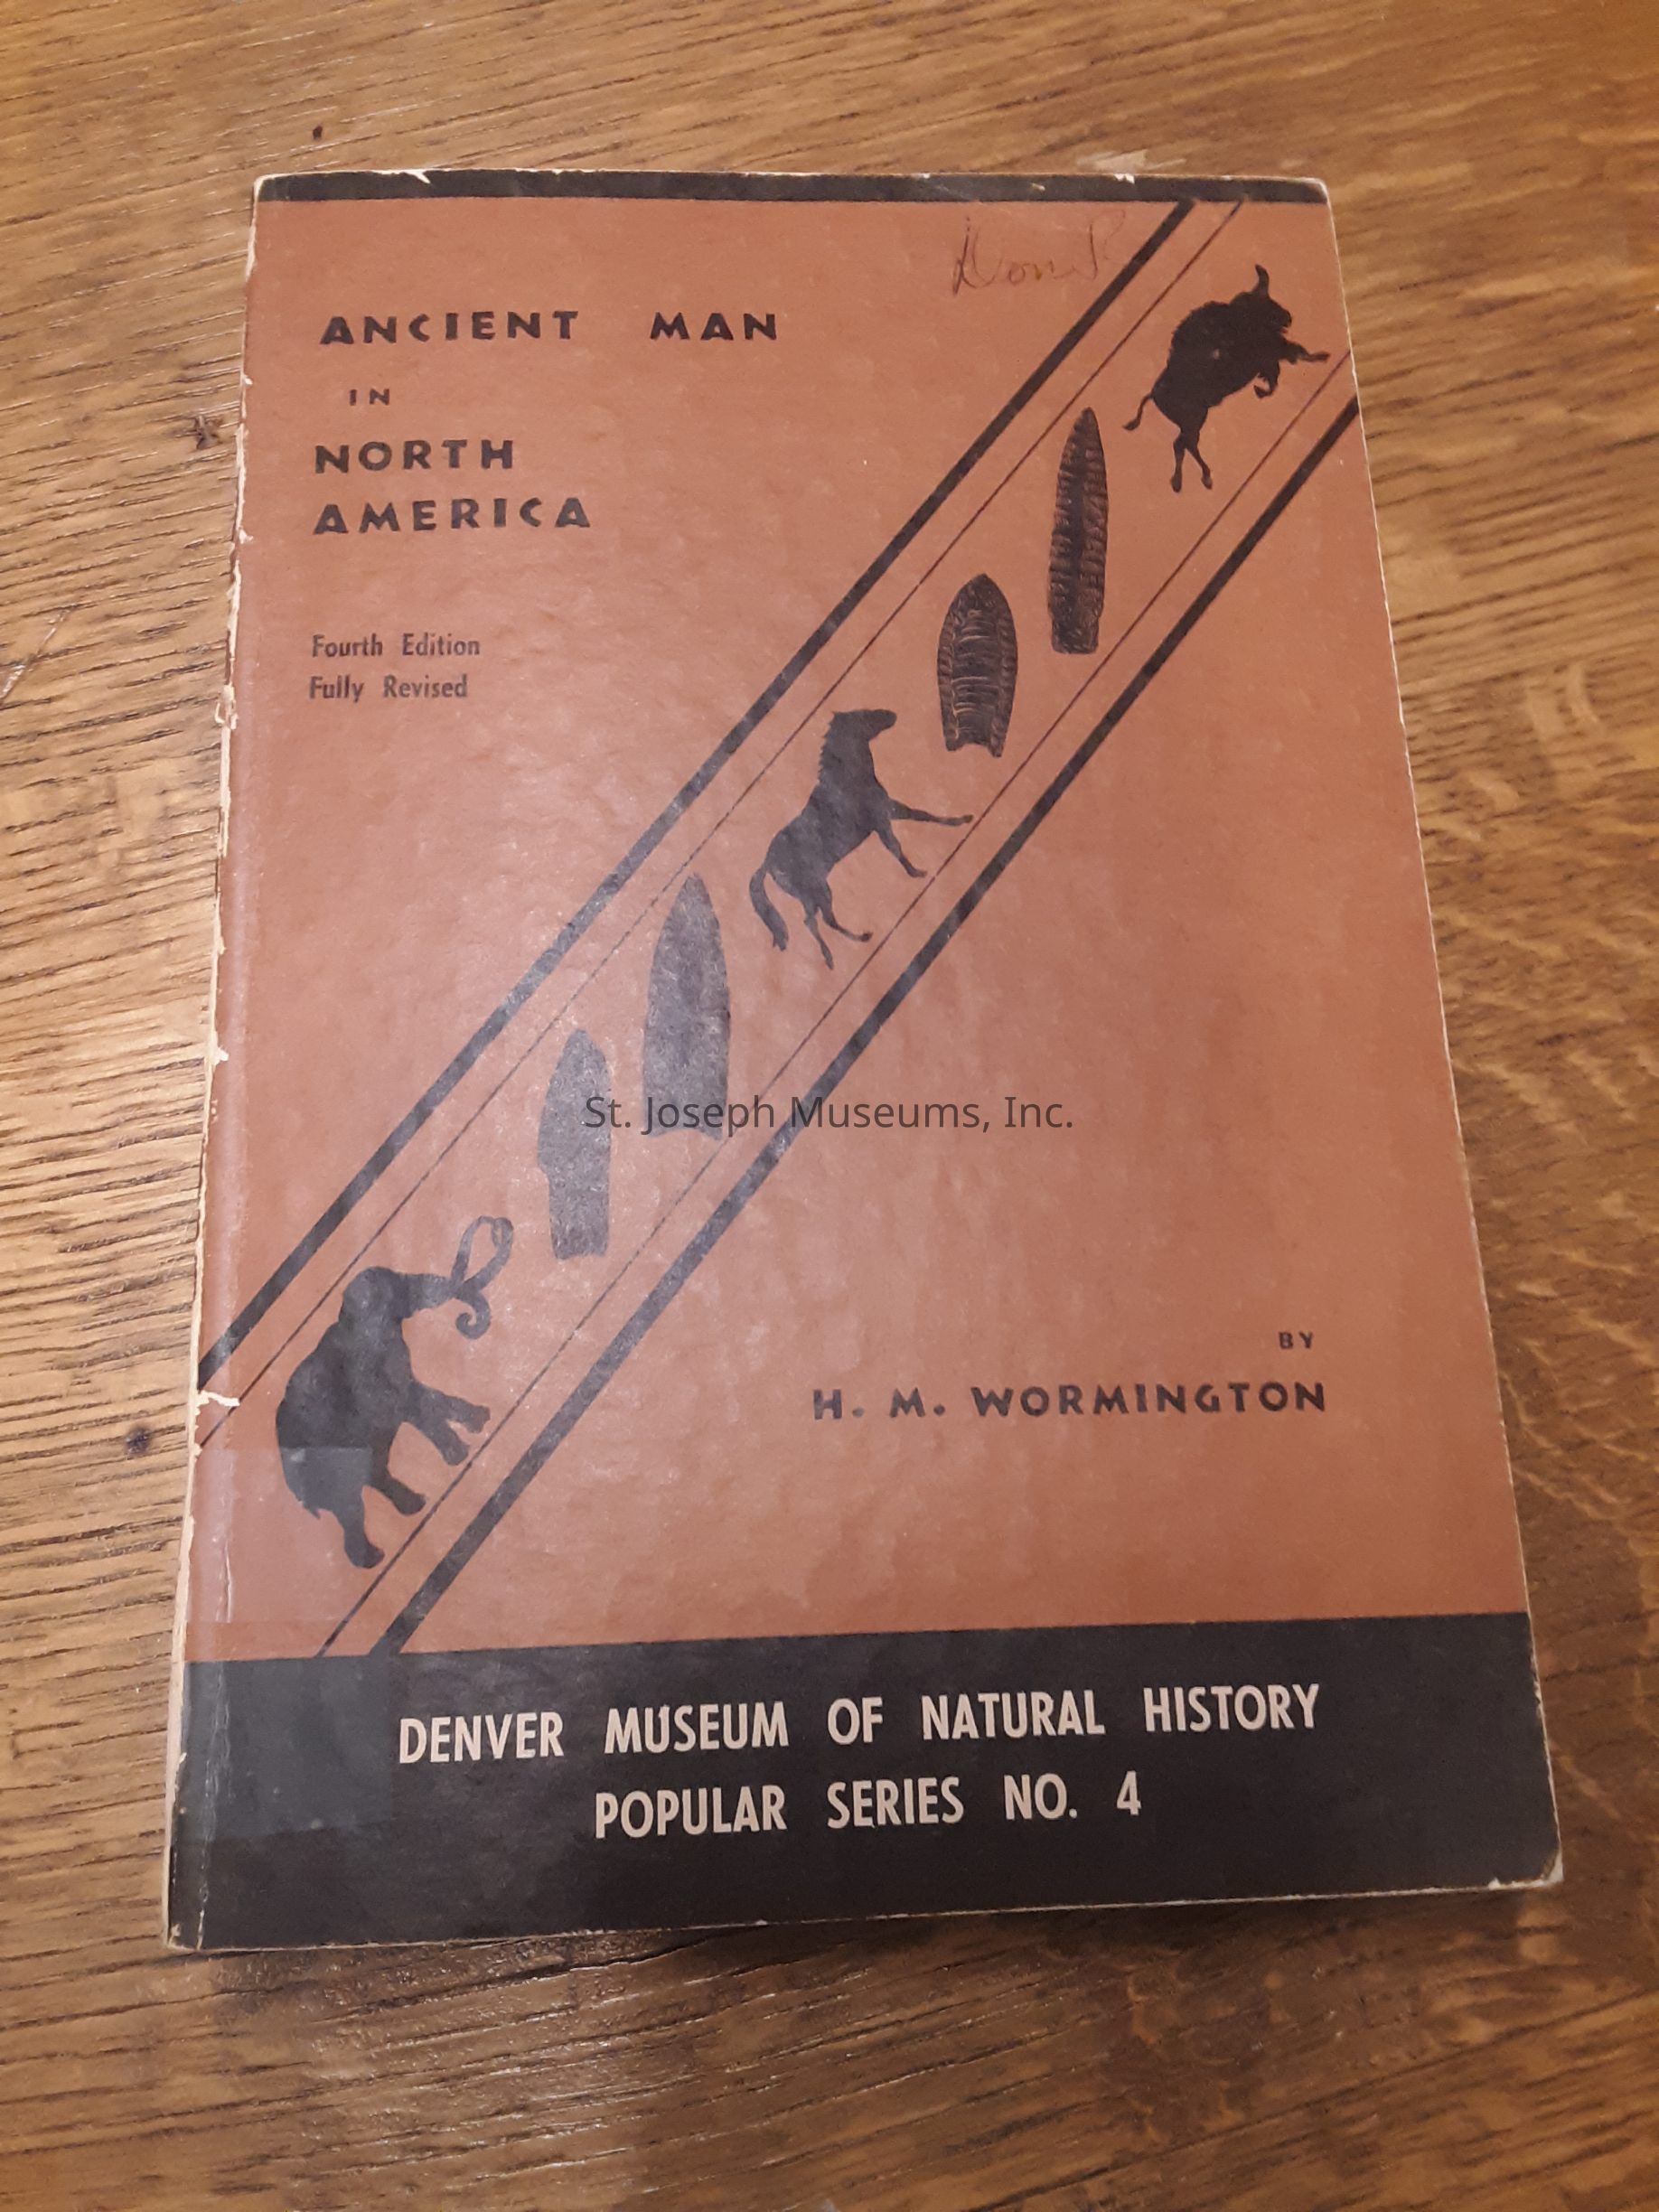 Don P.
ANCIENT MAN
IN
NORTH
AMERICA
Fourth Edition
Fully Revised
St. Joseph Museums, Inc.
BY
H. M. WORMINGTON
DENVER MUSEUM OF NATURAL HISTORY
POPULAR SERIES NO. 4